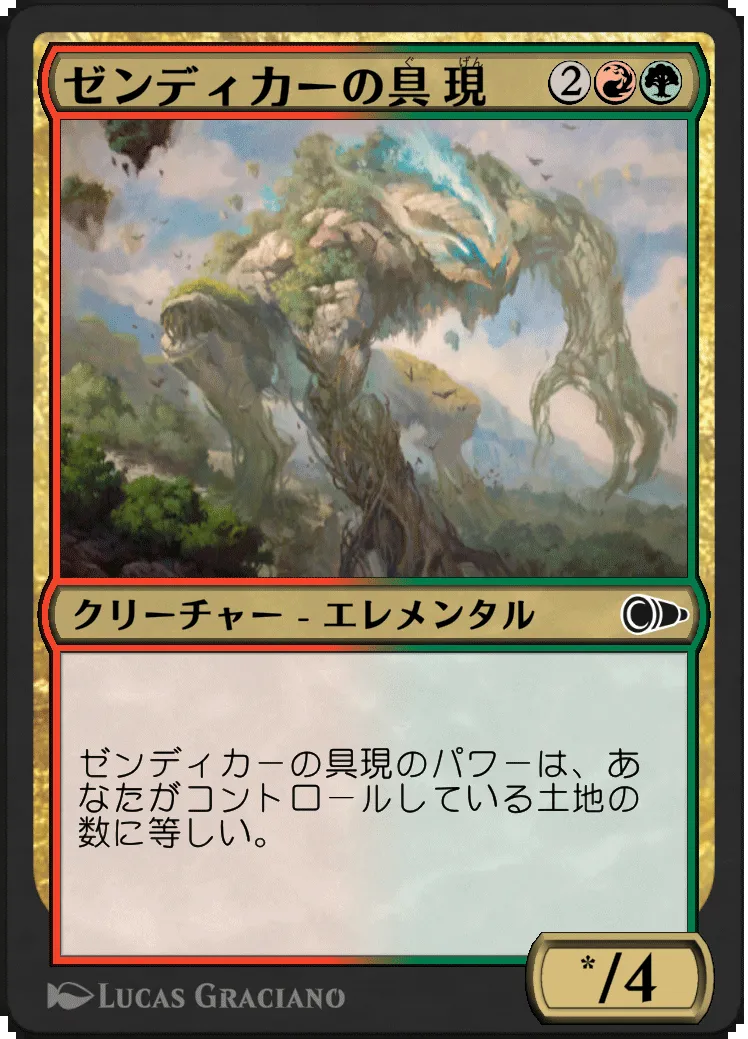 ゼンディカーの具現 2
ぐ げん
クリーチャー - エレメンタル
ゼンディカーの具現のパワーは、あ
なたがコントロールしている土地の
数に等しい。
*/4
LUCAS GRACIANO